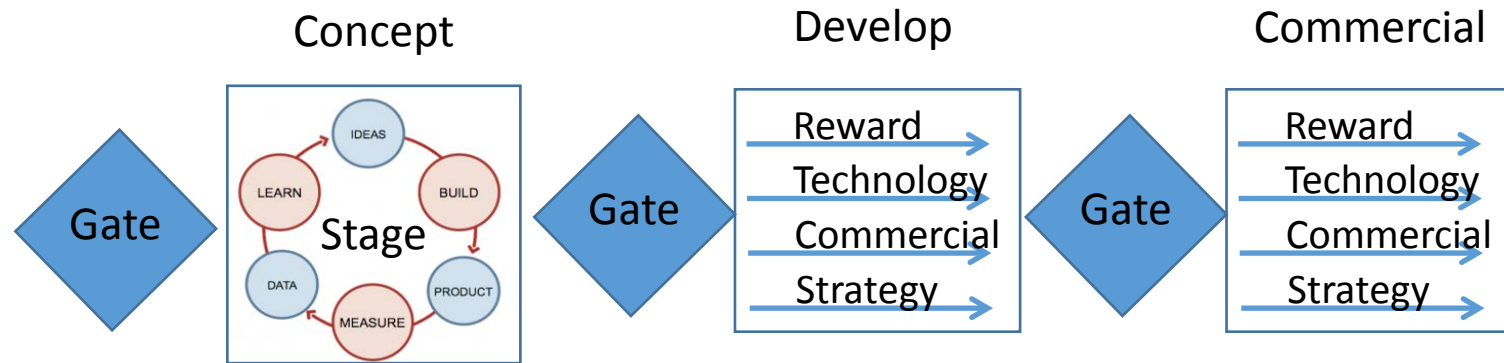 Concept
Develop
Commercial
Gate
IDEAS
LEARN
BUILD
Stage
DATA
PRODUCT
MEASURE
Gate
Reward
Technology
Commercial
Strategy
Gate
Reward
Technology
Commercial
Strategy